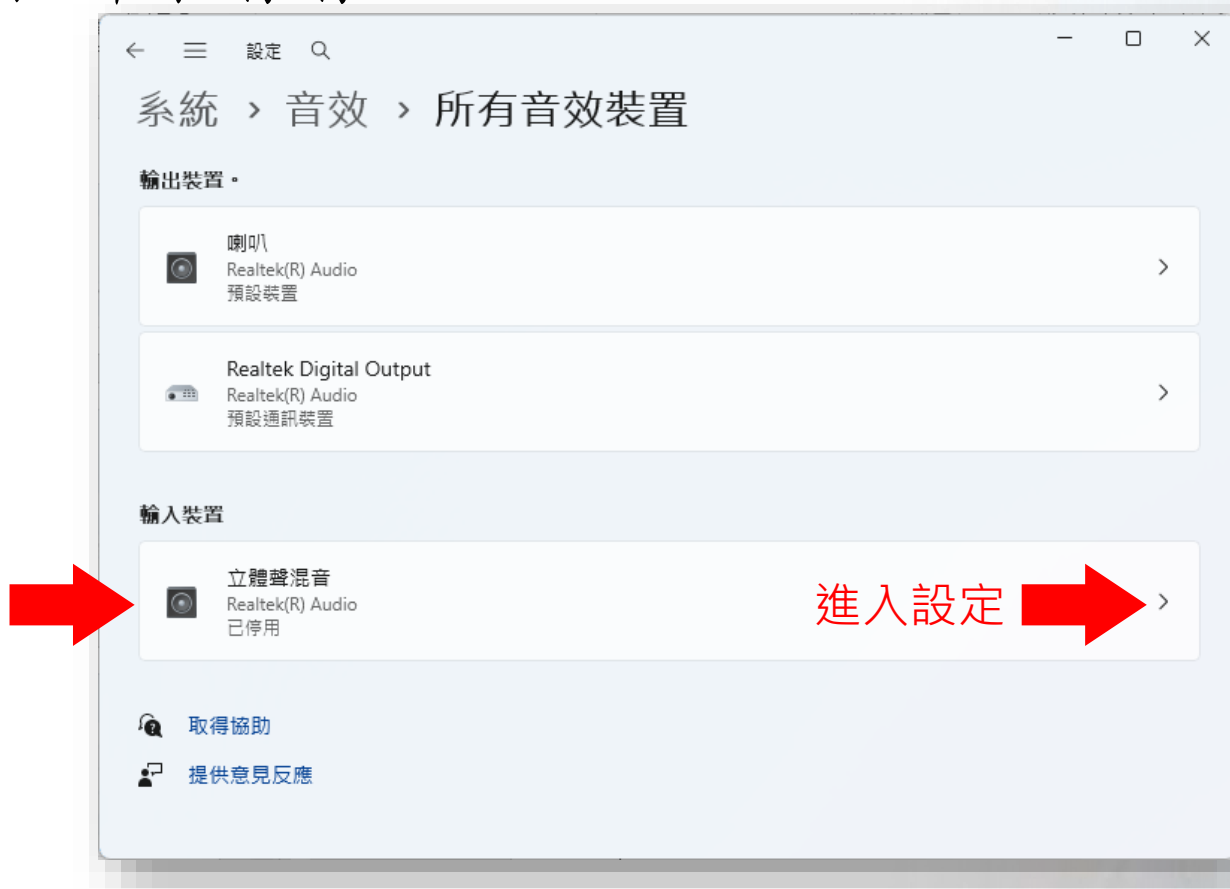 設定
系統 › 音效 › 所有音效裝置
輸出裝置。
喇叭
Realtek(R) Audio
預設裝置
Realtek Digital Output
Realtek(R) Audio
預設通訊裝置
輸入裝置
立體聲混音
Realtek(R) Audio
已停用
進入設定
取得協助
提供意見反應